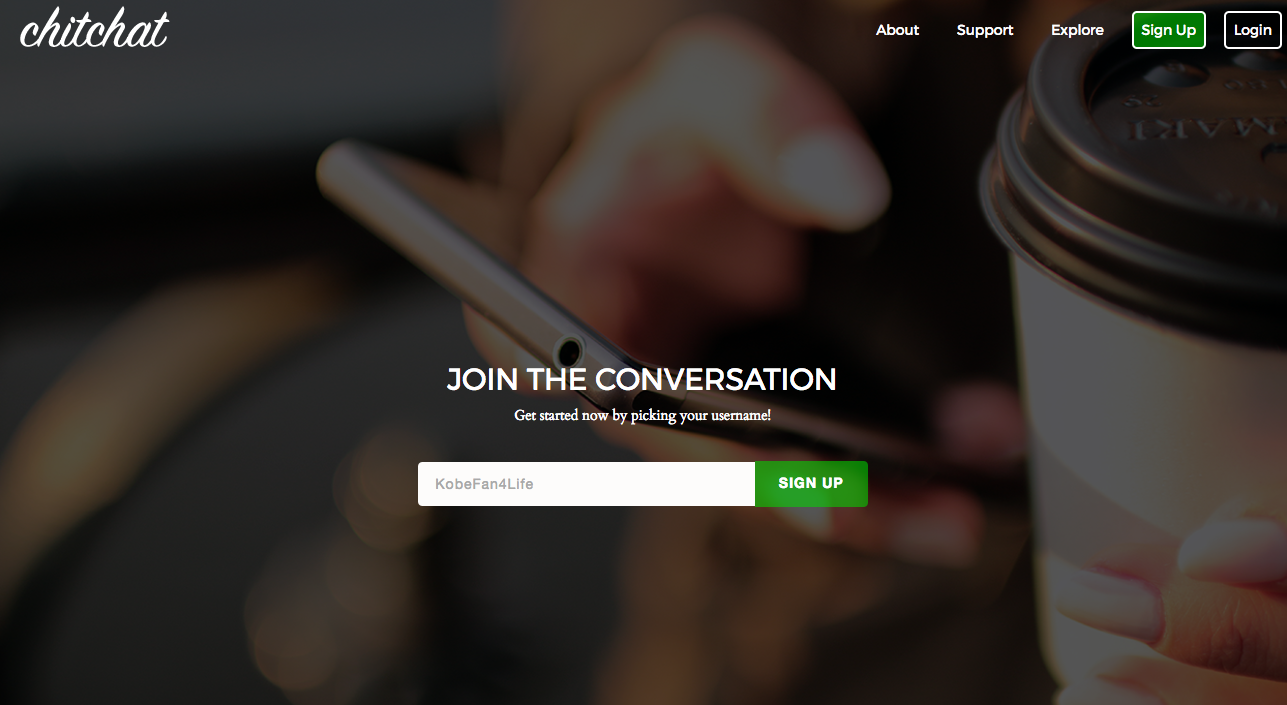 chitchat
About
Support
Explore
Sign Up
Login
JOIN THE CONVERSATION
Get started now by picking your username!
KobeFan4Life
SIGN UP